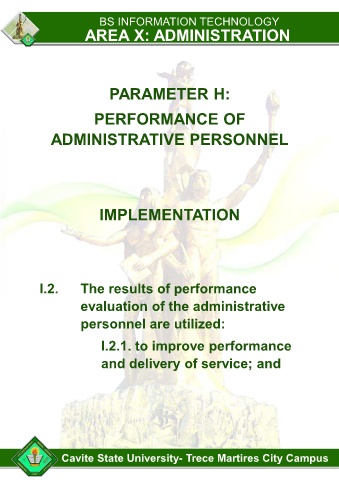 BS INFORMATION TECHNOLOGY
AREA X: ADMINISTRATION
PARAMETER H:
PERFORMANCE OF
ADMINISTRATIVE PERSONNEL
IMPLEMENTATION
I.2. The results of performance
evaluation of the administrative
personnel are utilized:
I.2.1. to improve performance
and delivery of service; and
Cavite State University- Trece Martires City Campus